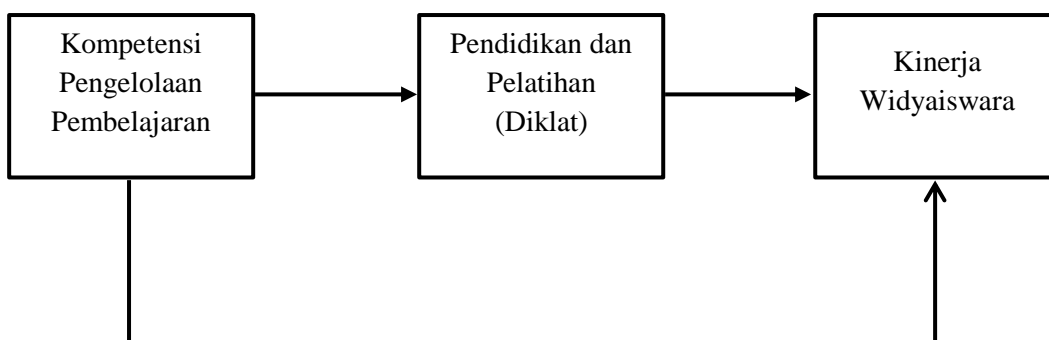 Kompetensi
Pengelolaan
Pembelajaran
Pendidikan dan
Pelatihan
(Diklat)
Kinerja
Widyaiswara